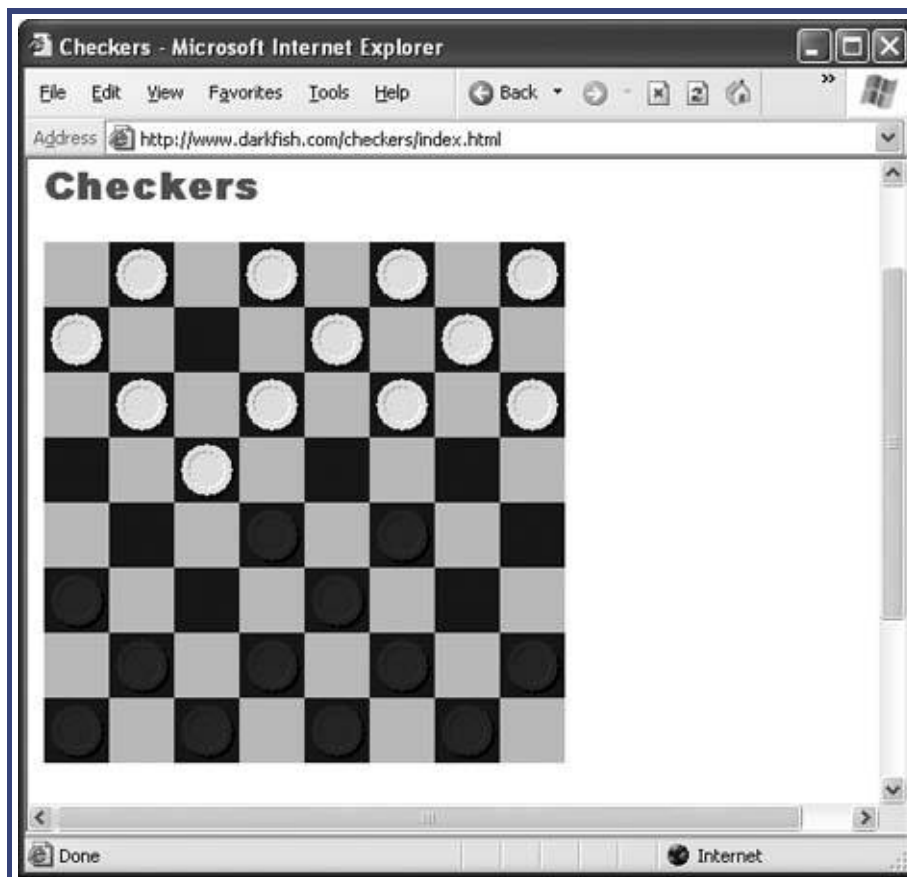 Checkers - Microsoft Internet Explorer
File Edit View Favorites Tools Help Back »
Address http://www.darkfish.com/checkers/index.html
Checkers
Done Internet